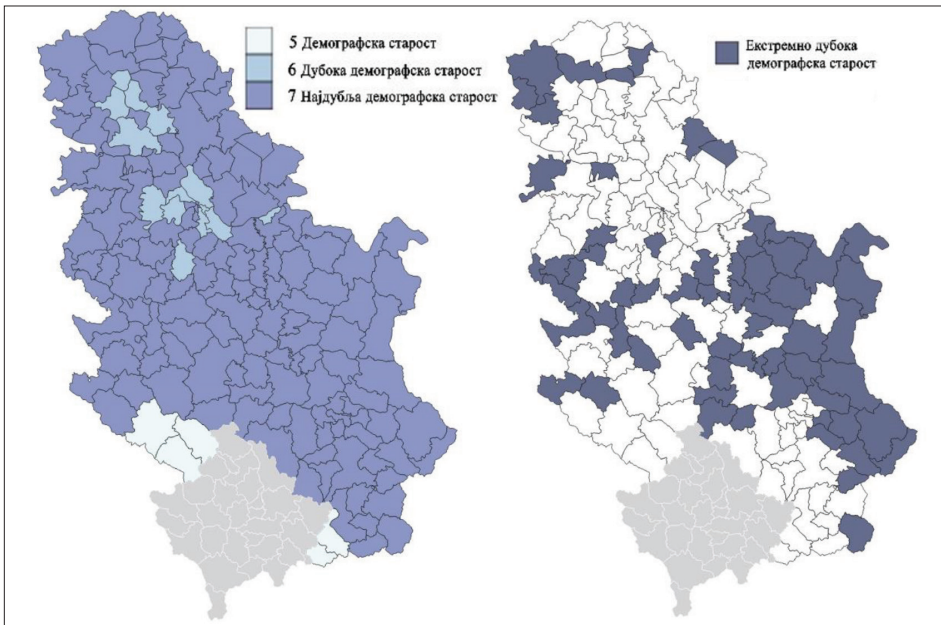 5 Демографска старост
6 Дубока демографска старост
7 Најдубља демографска старост
Екстремно дубока
демографска старост